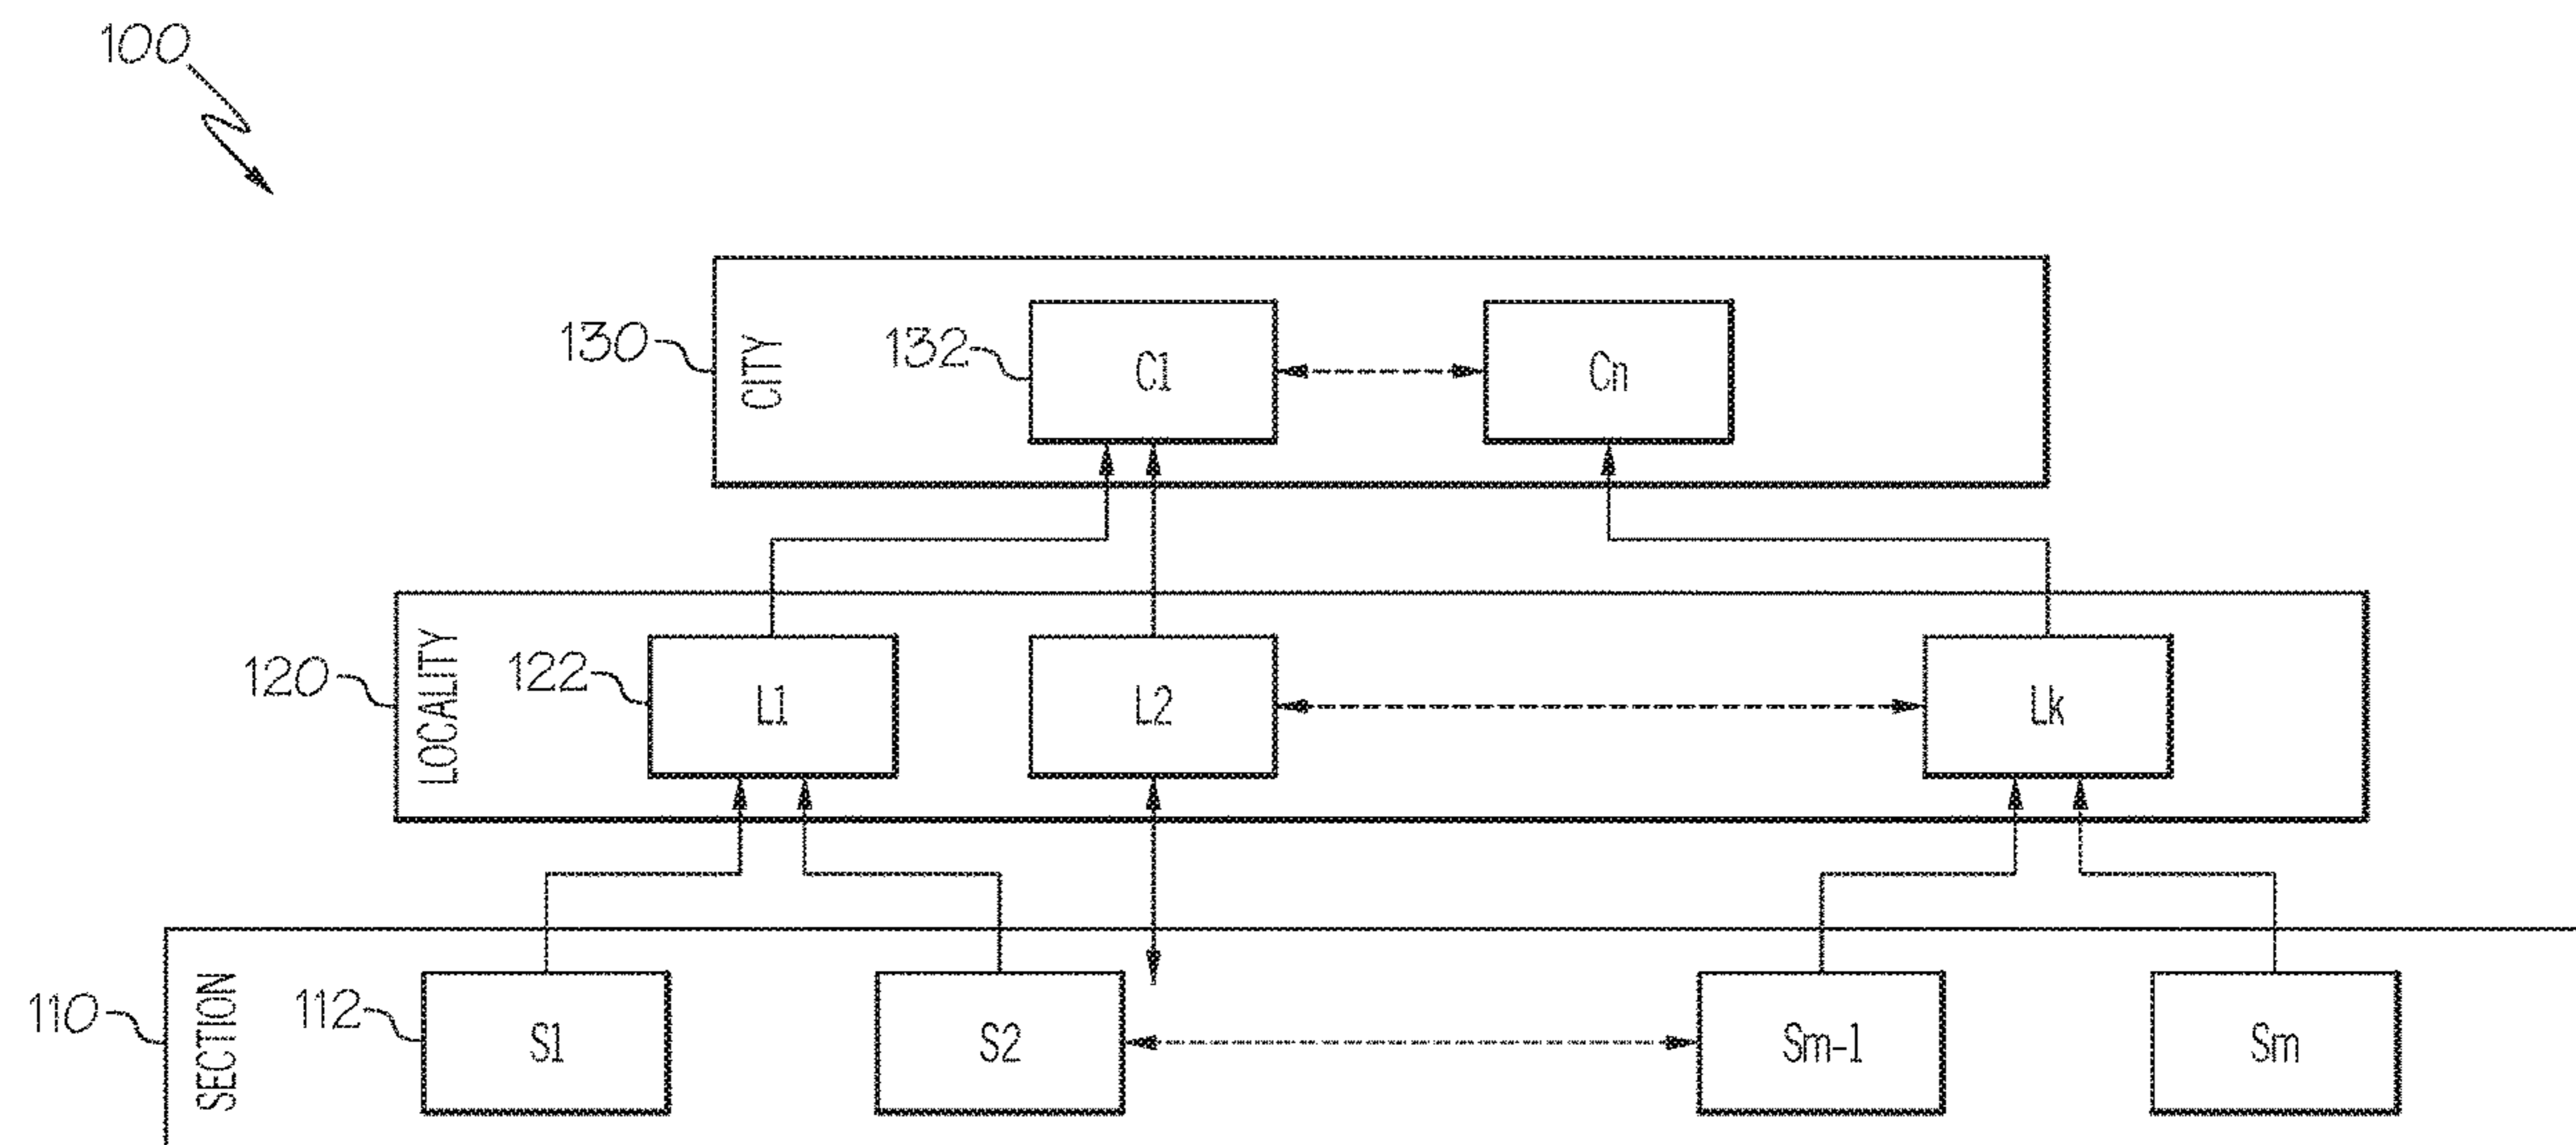 100
130
CITY
132
C1
Cn
120
LOCALITY
122
L1
L2
Lk
110
SECTION
112
S1
S2
Sm-1
Sm